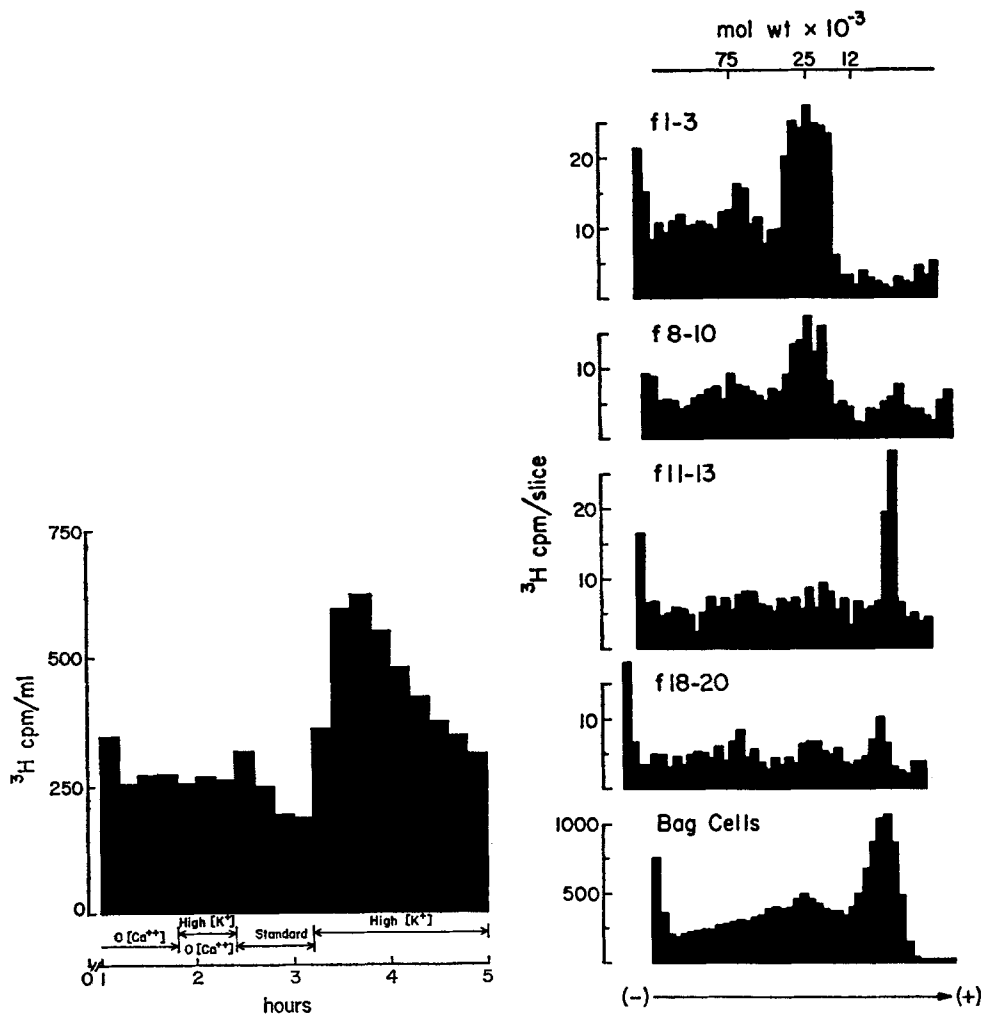 750
500
250
0
³H cpm/ml
0 [Ca⁺⁺]
High [K⁺]
0 [Ca⁺⁺]
Standard
High [K⁺]
0 1 2 3 4 5
hours
mol wt × 10⁻³
75 25 12
³H cpm/slice
f1-3
20
10
f8-10
10
f11-13
20
10
f18-20
10
Bag Cells
1000
500
(-) (+)